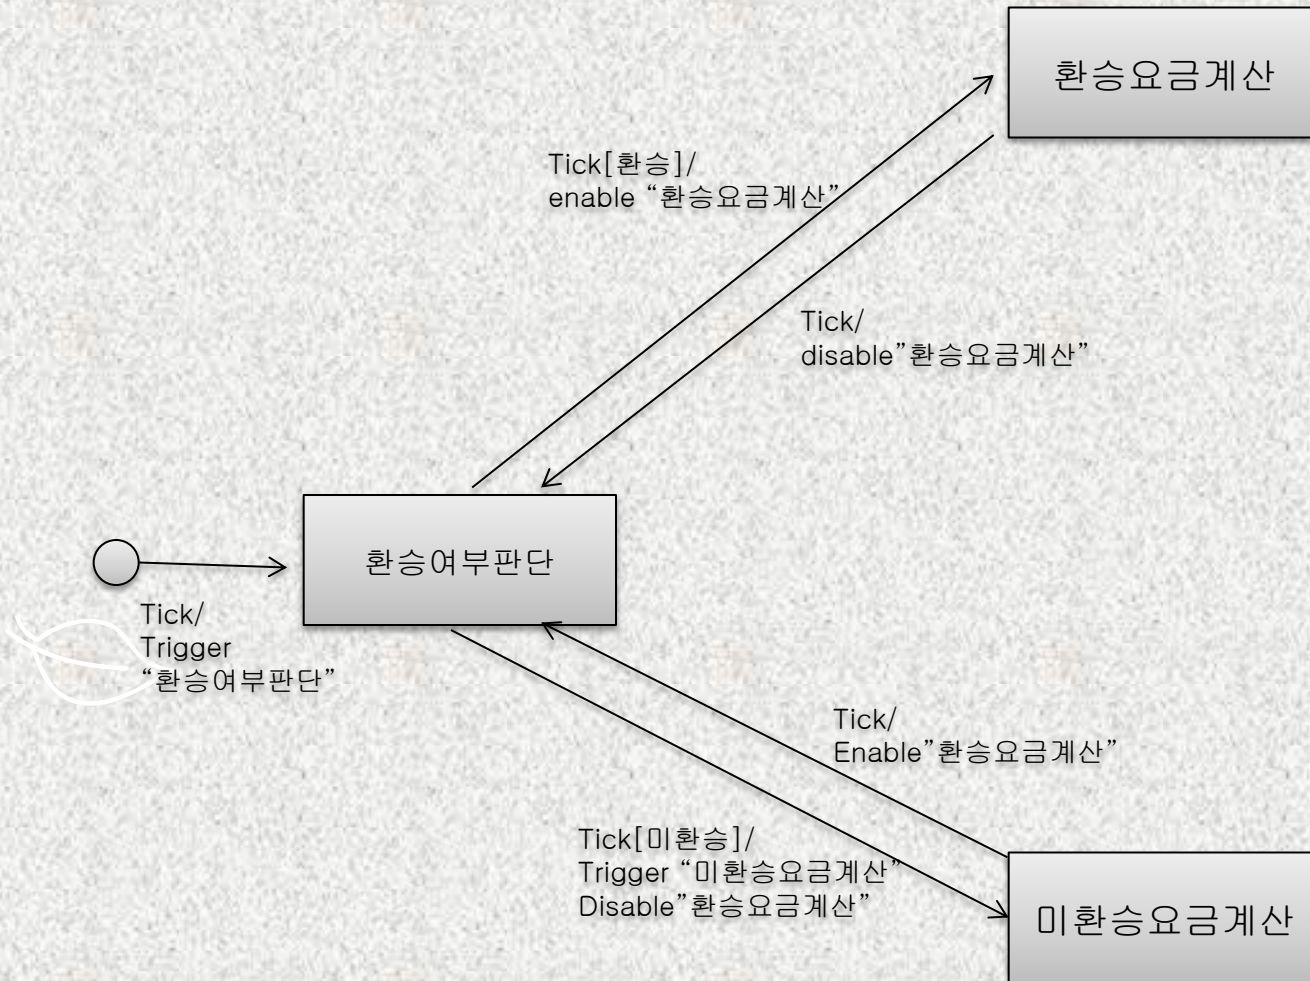 환승요금계산
Tick[환승]/
enable “환승요금계산”
Tick/
disable”환승요금계산”
환승여부판단
Tick/
Trigger
“환승여부판단”
Tick/
Enable”환승요금계산”
Tick[미환승]/
Trigger “미환승요금계산”
Disable”환승요금계산”
미환승요금계산